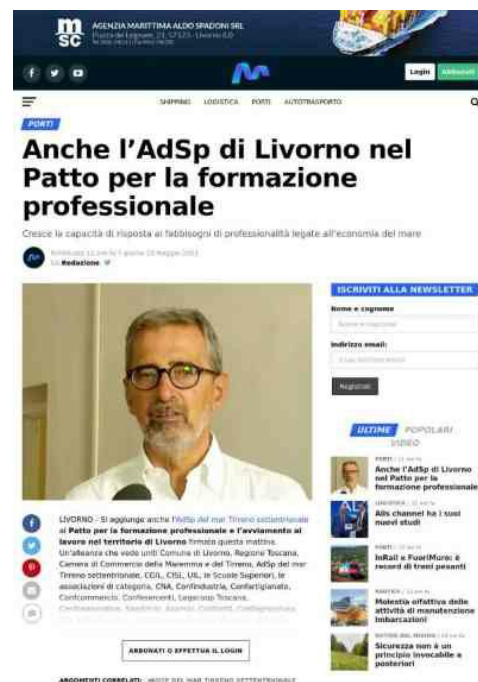 msc
AGENZIA MARITTIMA ALDO SPADONI SRL
Login
Abbonati
SHIPPING LOGISTICA PORTI AUTOTRASPORTO
PORTI
Anche l’AdSp di Livorno nel
Patto per la formazione
professionale
Cresce la capacità di risposta ai fabbisogni di professionalità legate all'economia del mare
Redazione
ISCRIVITI ALLA NEWSLETTER
Nome e cognome
Indirizzo email:
Registrati
ULTIME POPOLARI
VIDEO
Anche l'AdSp di Livorno
nel Patto per la
formazione professionale
Alis channel ha i suoi
nuovi studi
InRail e FuoriMuro: è
record di treni pesanti
Molestia olfattiva delle
attività di manutenzione
imbarcazioni
Sicurezza non è un
principio invocabile a
posteriori
LIVORNO – Si aggiunge anche l'AdSp del mar Tirreno settentrionale
al Patto per la formazione professionale e l'avviamento al
lavoro nel territorio di Livorno firmato questa mattina.
Un'alleanza che vede uniti Comune di Livorno, Regione Toscana,
Camera di Commercio della Maremma e del Tirreno, AdSp del mar
Tirreno settentrionale, CGIL, CISL, UIL, le Scuole Superiori, le
associazioni di categoria, CNA, Confindustria, Confartigianato,
Confcommercio, Confesercenti, Legacoop Toscana,
ABBONATI O EFFETTUA IL LOGIN
ARGOMENTI CORRELATI: